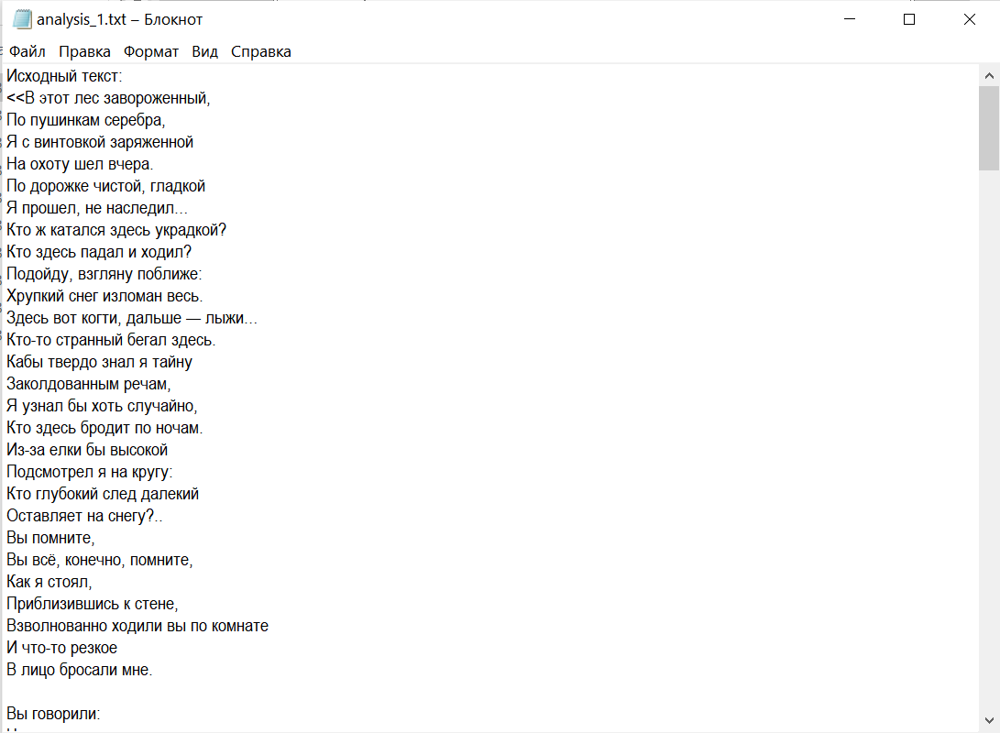 analysis_1.txt – Блокнот
Файл Правка Формат Вид Справка
Исходный текст:
<<В этот лес завороженный,
По пушинкам серебра,
Я с винтовкой заряженной
На охоту шел вчера.
По дорожке чистой, гладкой
Я прошел, не наследил...
Кто ж катался здесь украдкой?
Кто здесь падал и ходил?
Подойду, взгляну поближе:
Хрупкий снег изломан весь.
Здесь вот когти, дальше — лыжи...
Кто-то странный бегал здесь.
Кабы твердо знал я тайну
Заколдованным речам,
Я узнал бы хоть случайно,
Кто здесь бродит по ночам.
Из-за елки бы высокой
Подсмотрел я на кругу:
Кто глубокий след далекий
Оставляет на снегу?..
Вы помните,
Вы всё, конечно, помните,
Как я стоял,
Приблизившись к стене,
Взволнованно ходили вы по комнате
И что-то резкое
В лицо бросали мне.
Вы говорили: